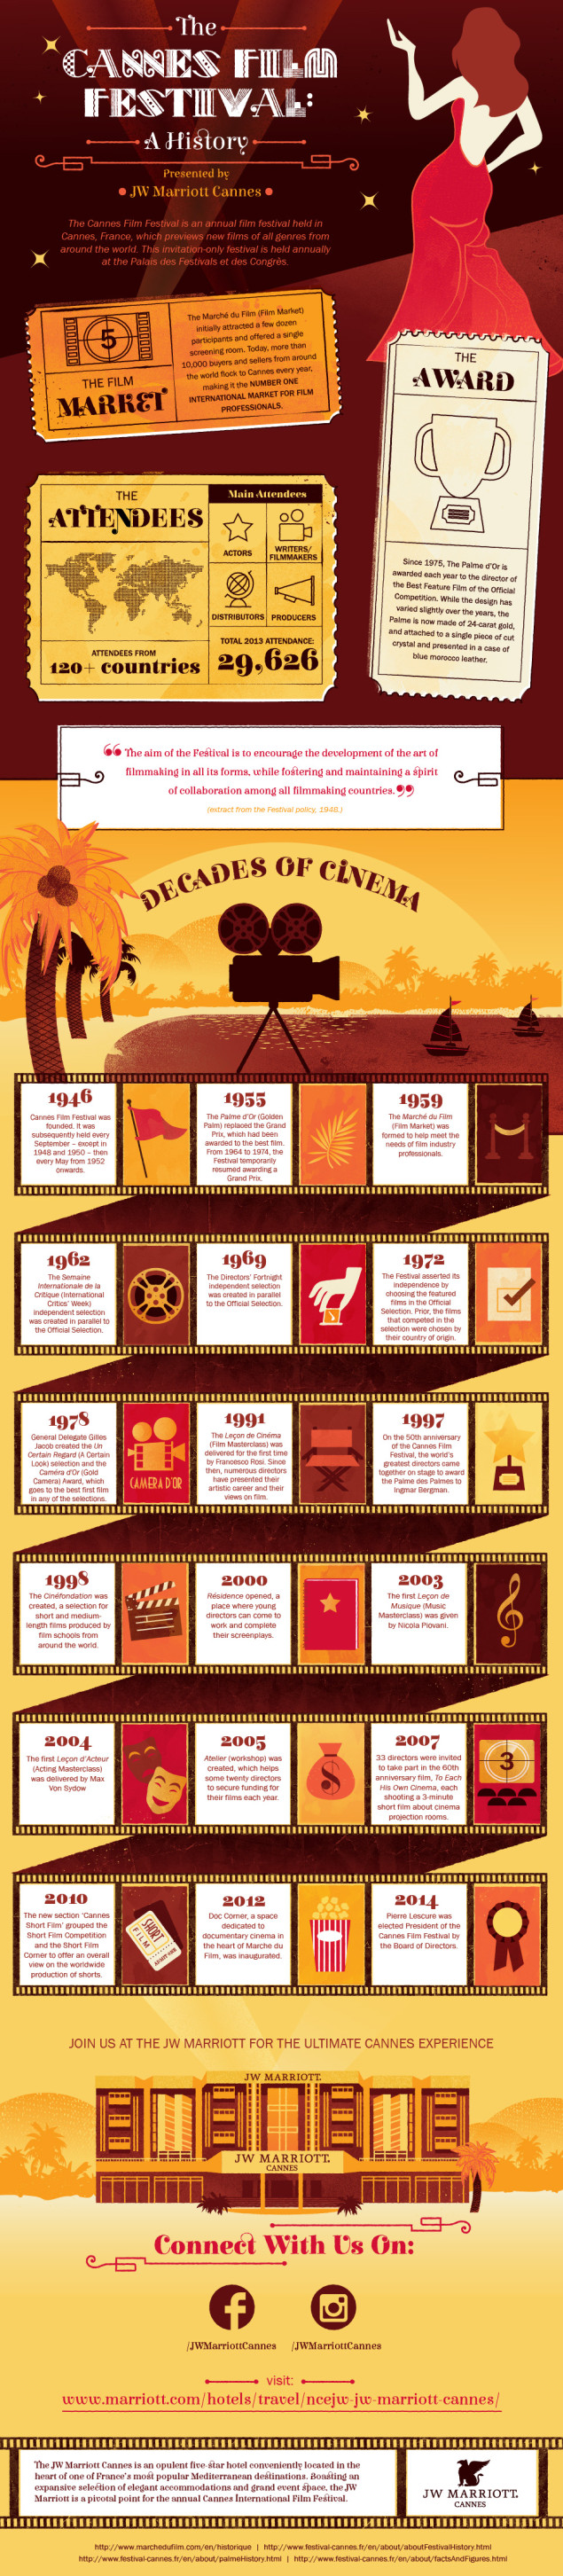 The
CANNES FILM
FESTIVAL:
A History
Presented by
JW Marriott Cannes
The Cannes Film Festival is an annual film festival held in
Cannes, France, which previews new films of all genres from
around the world. This invitation-only festival is held annually
at the Palais des Festivals et des Congrès.
5
THE FILM
MARKET
The Marché du Film (Film Market)
initially attracted a few dozen
participants and offered a single
screening room. Today, more than
10,000 buyers and sellers from around
the world flock to Cannes every year,
making it the NUMBER ONE
INTERNATIONAL MARKET FOR FILM
PROFESSIONALS.
THE
AWARD
Since 1975, The Palme d'Or is
awarded each year to the director of
the Best Feature Film of the Official
Competition. While the design has
varied slightly over the years, the
Palme is now made of 24-carat gold,
and attached to a single piece of cut
crystal and presented in a case of
blue morocco leather.
THE
ATTENDEES
ATTENDEES FROM
120+ countries
Main Attendees
ACTORS
WRITERS/
FILMMAKERS
DISTRIBUTORS
PRODUCERS
TOTAL 2013 ATTENDANCE:
29,626
“The aim of the Festival is to encourage the development of the art of
filmmaking in all its forms, while fostering and maintaining a spirit
of collaboration among all filmmaking countries.”
(extract from the Festival policy, 1948.)
DECADES OF CINEMA
1946
Cannes Film Festival was
founded. It was
subsequently held every
September – except in
1948 and 1950 – then
every May from 1952
onwards.
1955
The Palme d'Or (Golden
Palm) replaced the Grand
Prix, which had been
awarded to the best film.
From 1964 to 1974, the
Festival temporarily
resumed awarding a
Grand Prix.
1959
The Marché du Film
(Film Market) was
formed to help meet the
needs of film industry
professionals.
1962
The Semaine
Internationale de la
Critique (International
Critics' Week)
independent selection
was created in parallel to
the Official Selection.
1969
The Directors' Fortnight
independent selection
was created in parallel
to the Official Selection.
1972
The Festival asserted its
independence by
choosing the featured
films in the Official
Selection. Prior, the films
that competed in the
selection were chosen by
their country of origin.
1978
General Delegate Gilles
Jacob created the Un
Certain Regard (A Certain
Look) selection and the
Caméra d'Or (Gold
Camera) Award, which
goes to the best first film
in any of the selections.
CAMERA D'OR
1991
The Leçon de Cinéma
(Film Masterclass) was
delivered for the first time
by Francesco Rosi. Since
then, numerous directors
have presented their
artistic career and their
views on film.
1997
On the 50th anniversary
of the Cannes Film
Festival, the world's
greatest directors came
together on stage to award
the Palme des Palmes to
Ingmar Bergman.
1998
The Cinéfondation was
created, a selection for
short and medium-
length films produced by
film schools from
around the world.
2000
Résidence opened, a
place where young
directors can come to
work and complete
their screenplays.
2003
The first Leçon de
Musique (Music
Masterclass) was given
by Nicola Piovani.
2004
The first Leçon d'Acteur
(Acting Masterclass)
was delivered by Max
Von Sydow
2005
Atelier (workshop) was
created, which helps
some twenty directors
to secure funding for
their films each year.
$
2007
33 directors were invited
to take part in the 60th
anniversary film, To Each
His Own Cinema, each
shooting a 3-minute
short film about cinema
projection rooms.
3
2010
The new section 'Cannes
Short Film' grouped the
Short Film Competition
and the Short Film
Corner to offer an overall
view on the worldwide
production of shorts.
SHORT
FILM
ADMIT ONE
2012
Doc Corner, a space
dedicated to
documentary cinema in
the heart of Marche du
Film, was inaugurated.
2014
Pierre Lescure was
elected President of the
Cannes Film Festival by
the Board of Directors.
JOIN US AT THE JW MARRIOTT FOR THE ULTIMATE CANNES EXPERIENCE
JW MARRIOTT.
JW MARRIOTT.
CANNES
Connect With Us On:
/JWMarriottCannes
/JWMarriottCannes
visit:
www.marriott.com/hotels/travel/ncejw-jw-marriott-cannes/
The JW Marriott Cannes is an opulent five-star hotel conveniently located in the
heart of one of France's most popular Mediterranean destinations. Boasting an
expansive selection of elegant accommodations and grand event space, the JW
Marriott is a pivotal point for the annual Cannes International Film Festival.
JW MARRIOTT.
CANNES
http://www.marchedufilm.com/en/historique | http://www.festival-cannes.fr/en/about/aboutFestivalHistory.html
http://www.festival-cannes.fr/en/about/palmeHistory.html | http://www.festival-cannes.fr/en/about/factsAndFigures.html